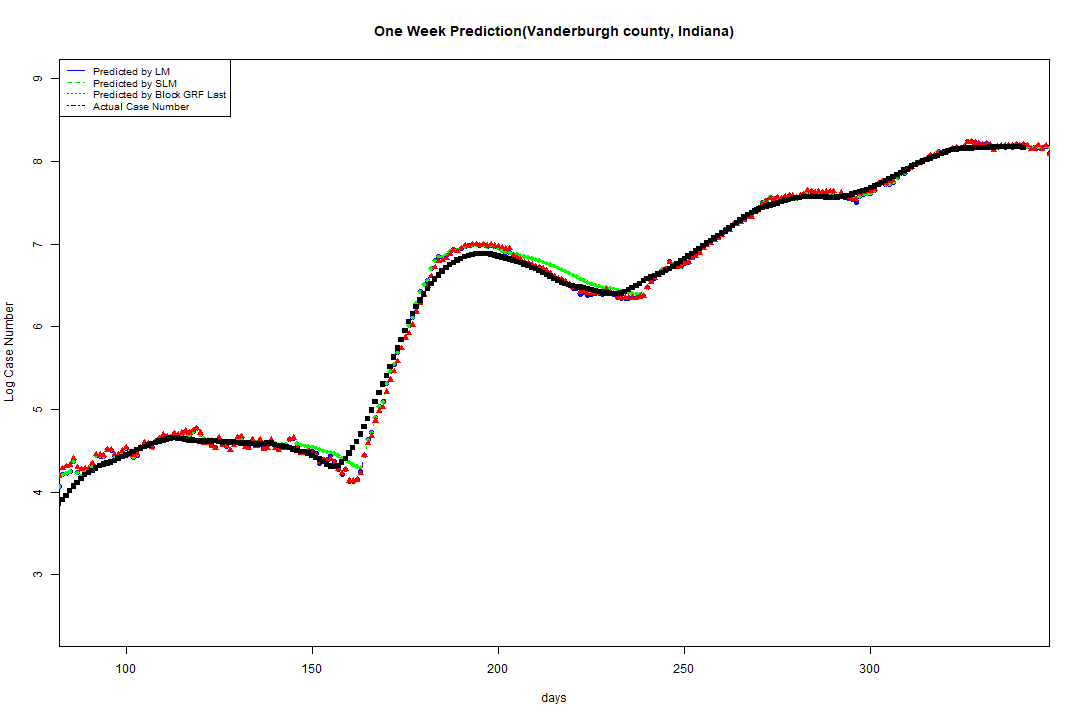 One Week Prediction(Vanderburgh county, Indiana)
Predicted by LM
Predicted by SLM
Predicted by Block GRF Last
Actual Case Number
9
8
7
6
5
4
3
Log Case Number
100 150 200 250 300
days